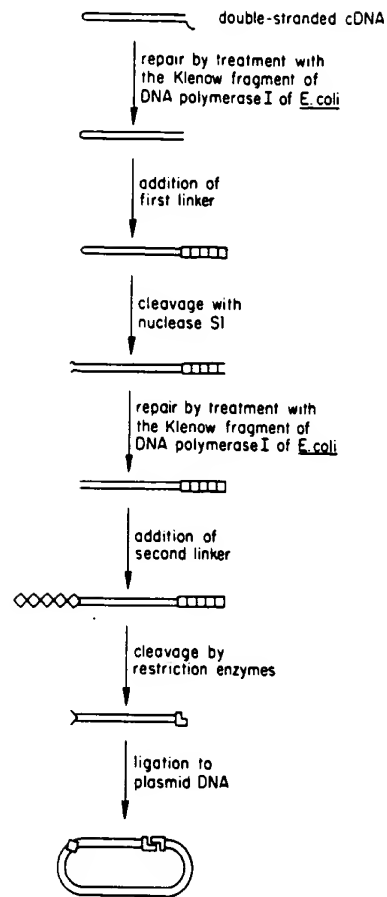 double-stranded cDNA
repair by treatment with
the Klenow fragment of
DNA polymerase I of E. coli
addition of
first linker
cleavage with
nuclease S1
repair by treatment with
the Klenow fragment of
DNA polymerase I of E. coli
addition of
second linker
cleavage by
restriction enzymes
ligation to
plasmid DNA